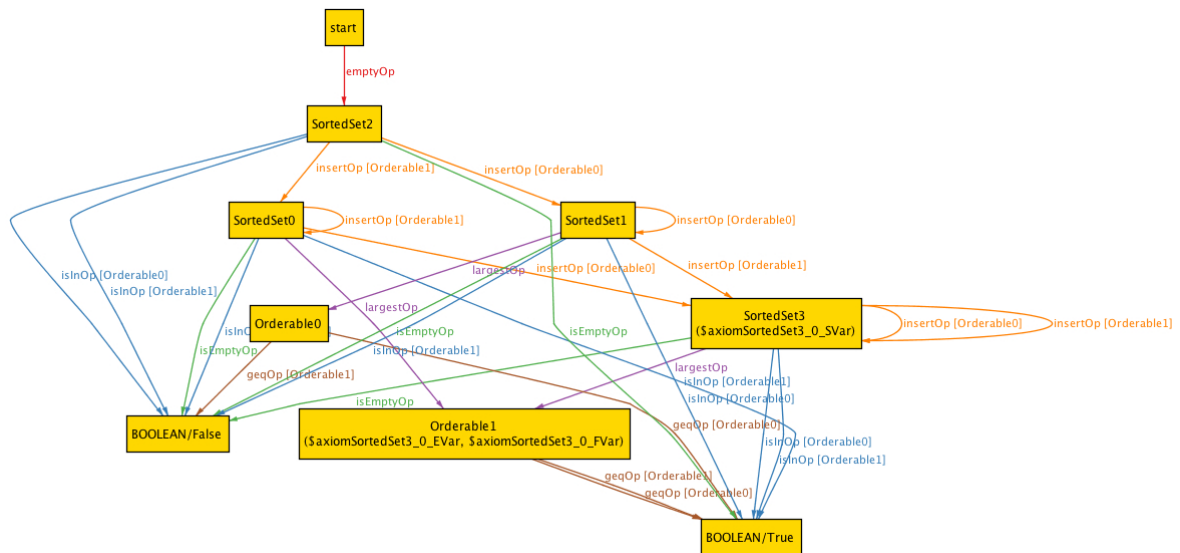 start
emptyOp
SortedSet2
insertOp [Orderable1]
insertOp [Orderable0]
SortedSet0
insertOp [Orderable1]
SortedSet1
insertOp [Orderable0]
isInOp [Orderable0]
isInOp [Orderable1]
largestOp
insertOp [Orderable0]
insertOp [Orderable1]
largestOp
Orderable0
SortedSet3
($axiomSortedSet3_0_SVar)
insertOp [Orderable0]
insertOp [Orderable1]
isEmptyOp
isEmptyOp
isEmptyOp
isInOp [Orderable1]
geqOp [Orderable1]
largestOp
isInOp [Orderable1]
isInOp [Orderable0]
isEmptyOp
BOOLEAN/False
Orderable1
($axiomSortedSet3_0_EVar, $axiomSortedSet3_0_FVar)
geqOp [Orderable0]
isInOp [Orderable0]
isInOp [Orderable1]
geqOp [Orderable1]
geqOp [Orderable0]
BOOLEAN/True